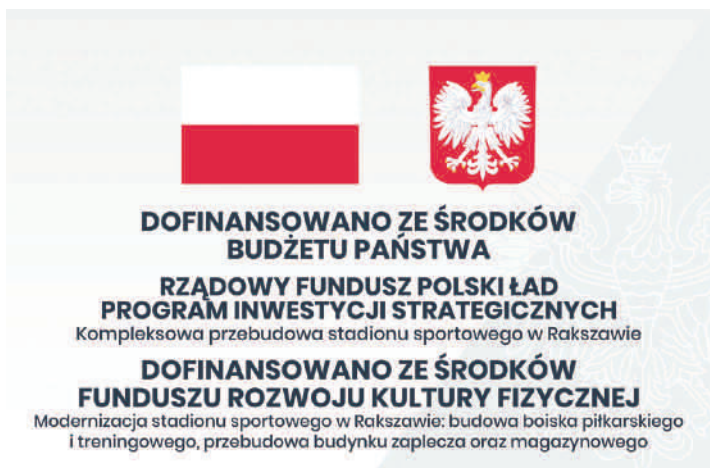 DOFINANSOWANO ZE ŚRODKÓW
BUDŻETU PAŃSTWA
RZĄDOWY FUNDUSZ POLSKI ŁAD
PROGRAM INWESTYCJI STRATEGICZNYCH
Kompleksowa przebudowa stadionu sportowego w Rakszawie
DOFINANSOWANO ZE ŚRODKÓW
FUNDUSZU ROZWOJU KULTURY FIZYCZNEJ
Modernizacja stadionu sportowego w Rakszawie: budowa boiska piłkarskiego
i treningowego, przebudowa budynku zaplecza oraz magazynowego